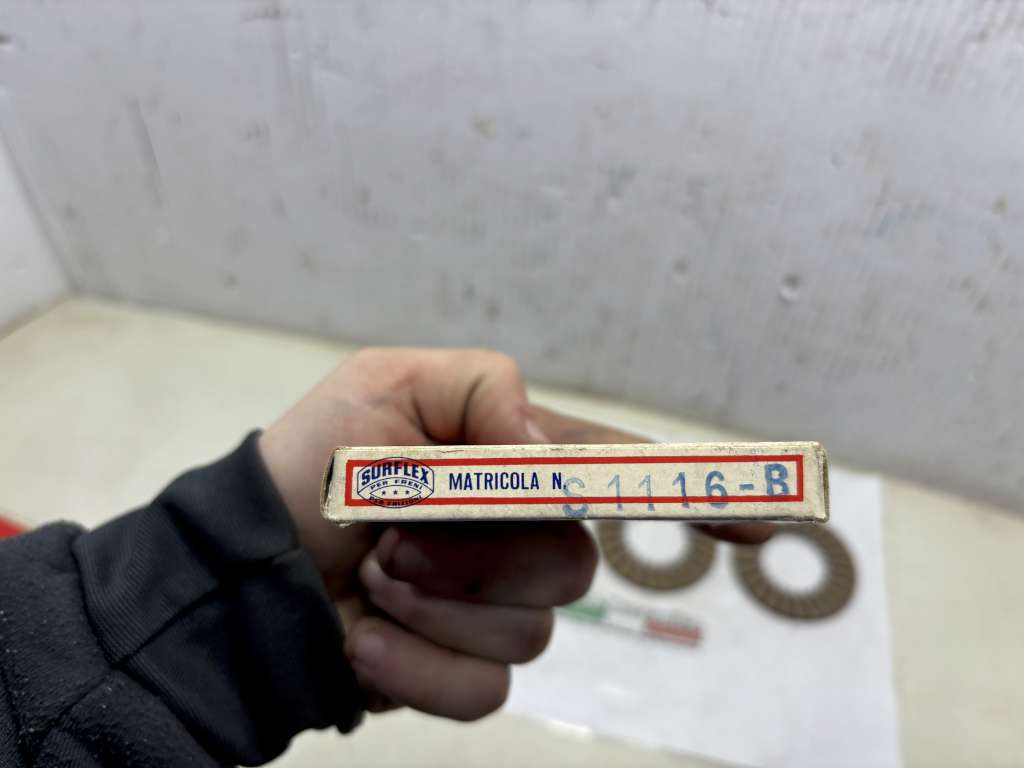 SURFLEX
PER FRENI
PER FRIZIONI
MATRICOLA N. S 1116-B